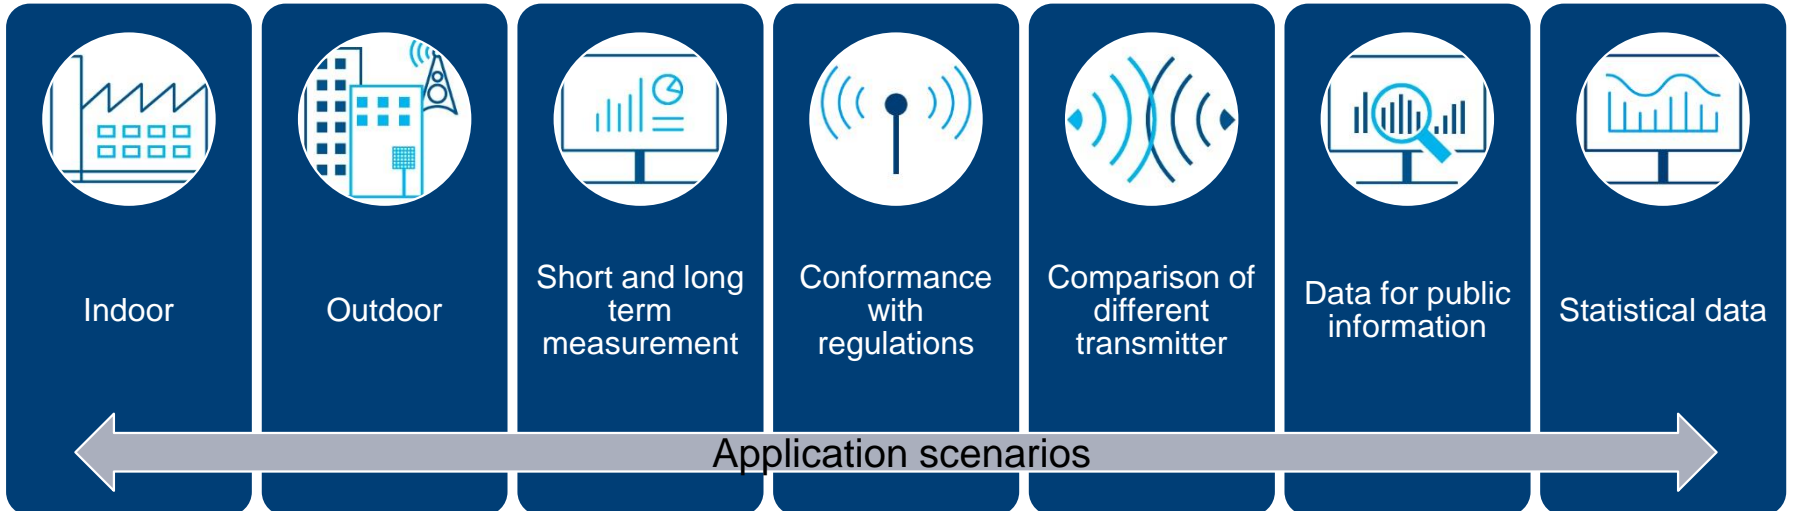 Indoor
Outdoor
Short and long
term
measurement
Conformance
with
regulations
Comparison of
different
transmitter
Data for public
information
Statistical data
Application scenarios